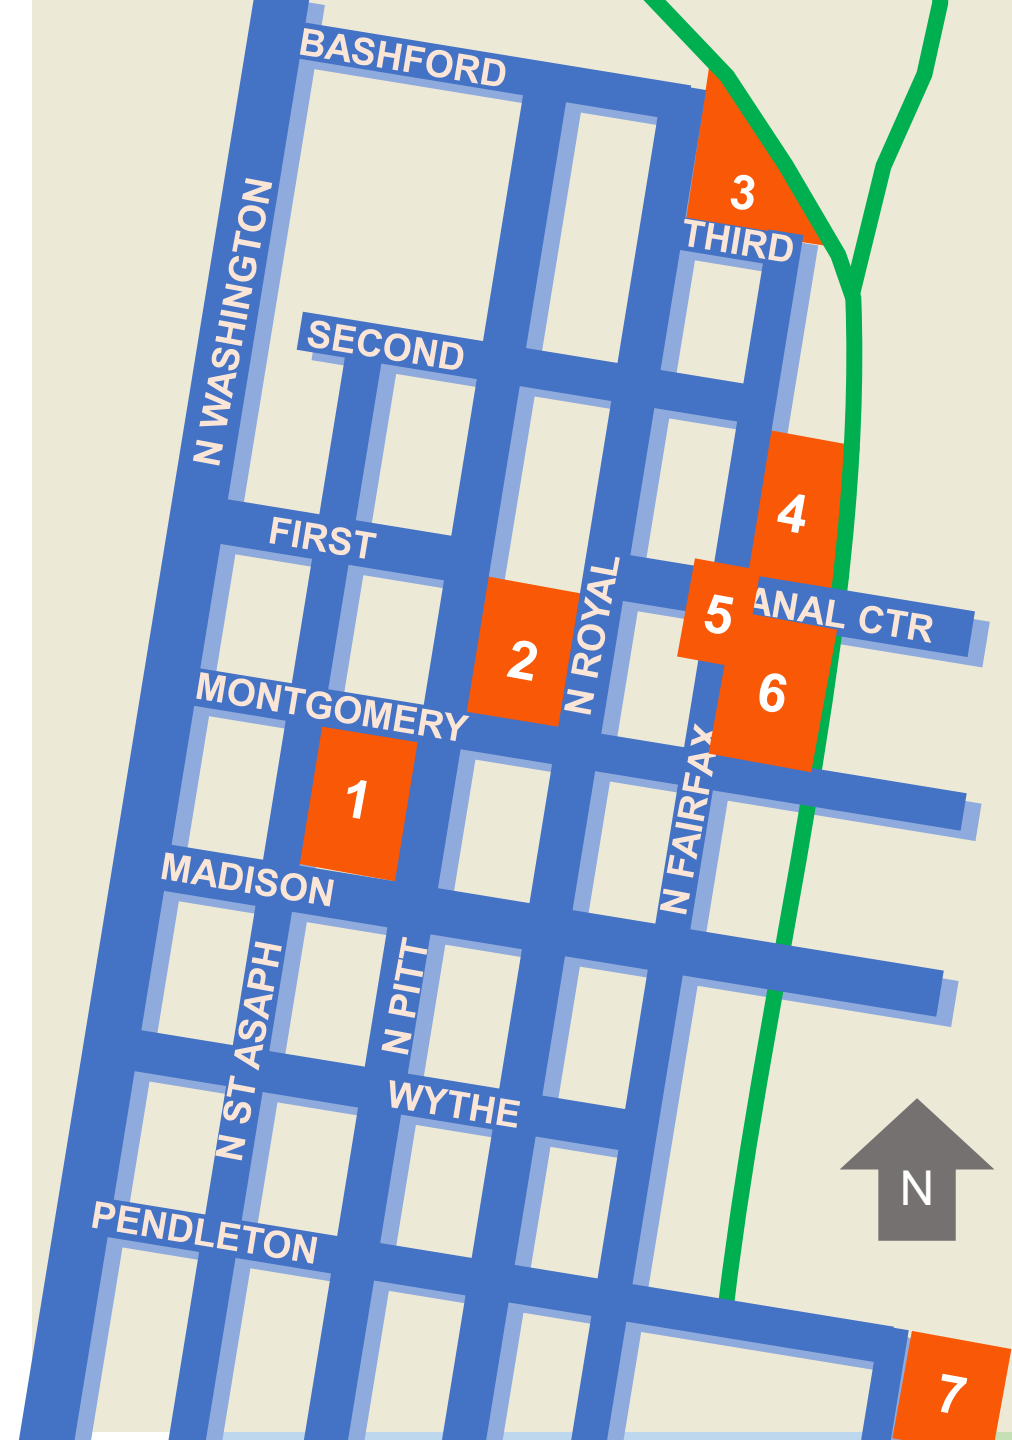 BASHFORD
3
N WASHINGTON
THIRD
SECOND
4
FIRST
5
ANAL CTR
N ROYAL
2
6
MONTGOMERY
1
N FAIRFAX
MADISON
N ST ASAPH
N PITT
WYTHE
N
PENDLETON
7